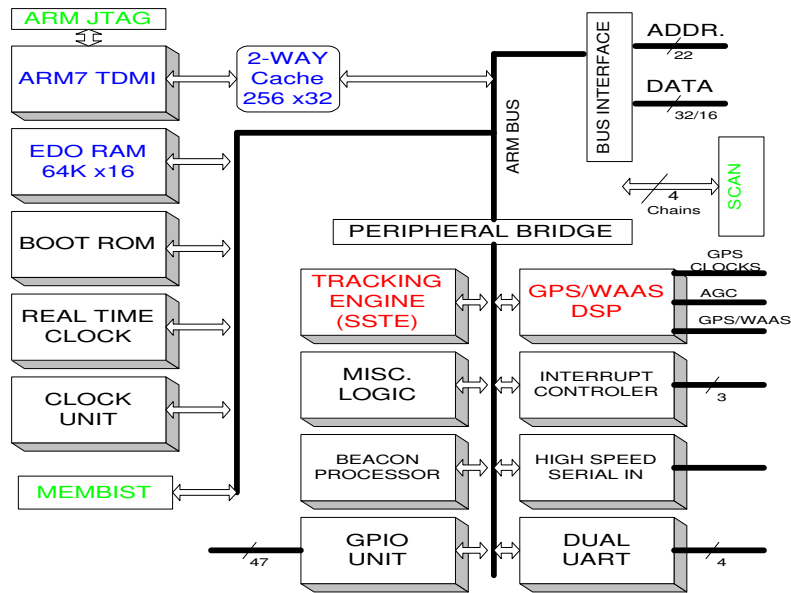 ARM JTAG
ARM7 TDMI
2-WAY
Cache
256 x32
BUS INTERFACE
ADDR.
22
DATA
32/16
ARM BUS
EDO RAM
64K x16
SCAN
4
Chains
BOOT ROM
PERIPHERAL BRIDGE
REAL TIME
CLOCK
TRACKING
ENGINE
(SSTE)
GPS/WAAS
DSP
GPS
CLOCKS
AGC
GPS/WAAS
CLOCK
UNIT
MISC.
LOGIC
INTERRUPT
CONTROLER
3
MEMBIST
BEACON
PROCESSOR
HIGH SPEED
SERIAL IN
47
GPIO
UNIT
DUAL
UART
4